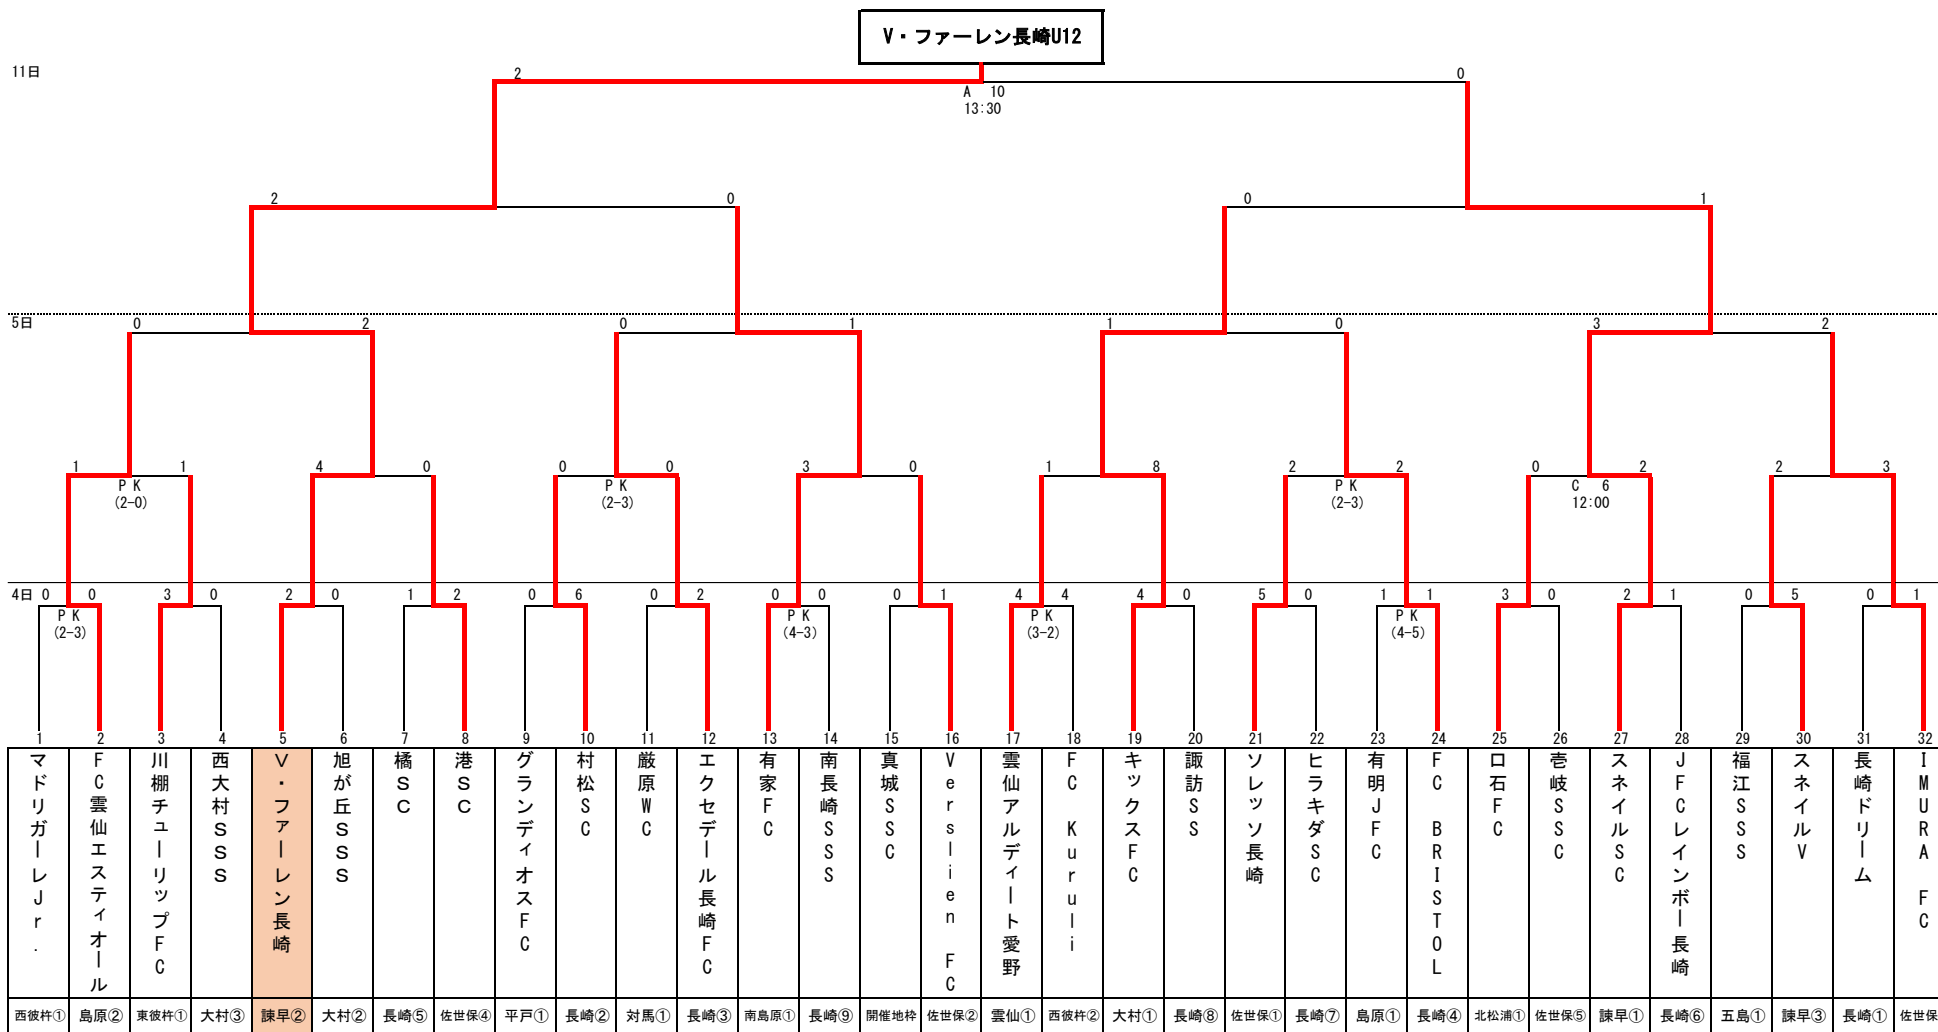 V・ファーレン長崎U12
11日
2
0
A 10
13:30
2
0
0
1
5日
0
2
0
1
1
0
3
2
1
1
4
0
0
0
3
0
1
8
2
2
0
2
2
3
PK
(2-0)
PK
(2-3)
PK
(2-3)
C 6
12:00
4日
0
0
3
0
2
0
1
2
0
6
0
2
0
0
0
1
4
4
4
0
5
0
1
1
3
0
2
1
0
5
0
1
PK
(2-3)
PK
(4-3)
PK
(3-2)
PK
(4-5)
1
2
3
4
5
6
7
8
9
10
11
12
13
14
15
16
17
18
19
20
21
22
23
24
25
26
27
28
29
30
31
32
マドリガーレJr.
FC雲仙エスティオール
川棚チューリップFC
西大村SSS
V・ファーレン長崎
旭が丘SSS
橘SC
港SC
グランディオスFC
村松SC
厳原WC
エクセデール長崎FC
有家FC
南長崎SSS
真城SSC
Verslien FC
雲仙アルディート愛野
FC Kuruli
キックスFC
諏訪SS
ソレッソ長崎
ヒラキダSC
有明JFC
FC BRISTOL
口石FC
壱岐SSC
スネイルSC
JFCレインボー長崎
福江SSS
スネイルV
長崎ドリーム
IMURA FC
西彼杵①
島原②
東彼杵①
大村③
諫早②
大村②
長崎⑤
佐世保④
平戸①
長崎②
対馬①
長崎③
南島原①
長崎⑨
開催地枠
佐世保②
雲仙①
西彼杵②
大村①
長崎⑧
佐世保①
長崎⑦
島原①
長崎④
北松浦①
佐世保⑤
諫早①
長崎⑥
五島①
諫早③
長崎①
佐世保